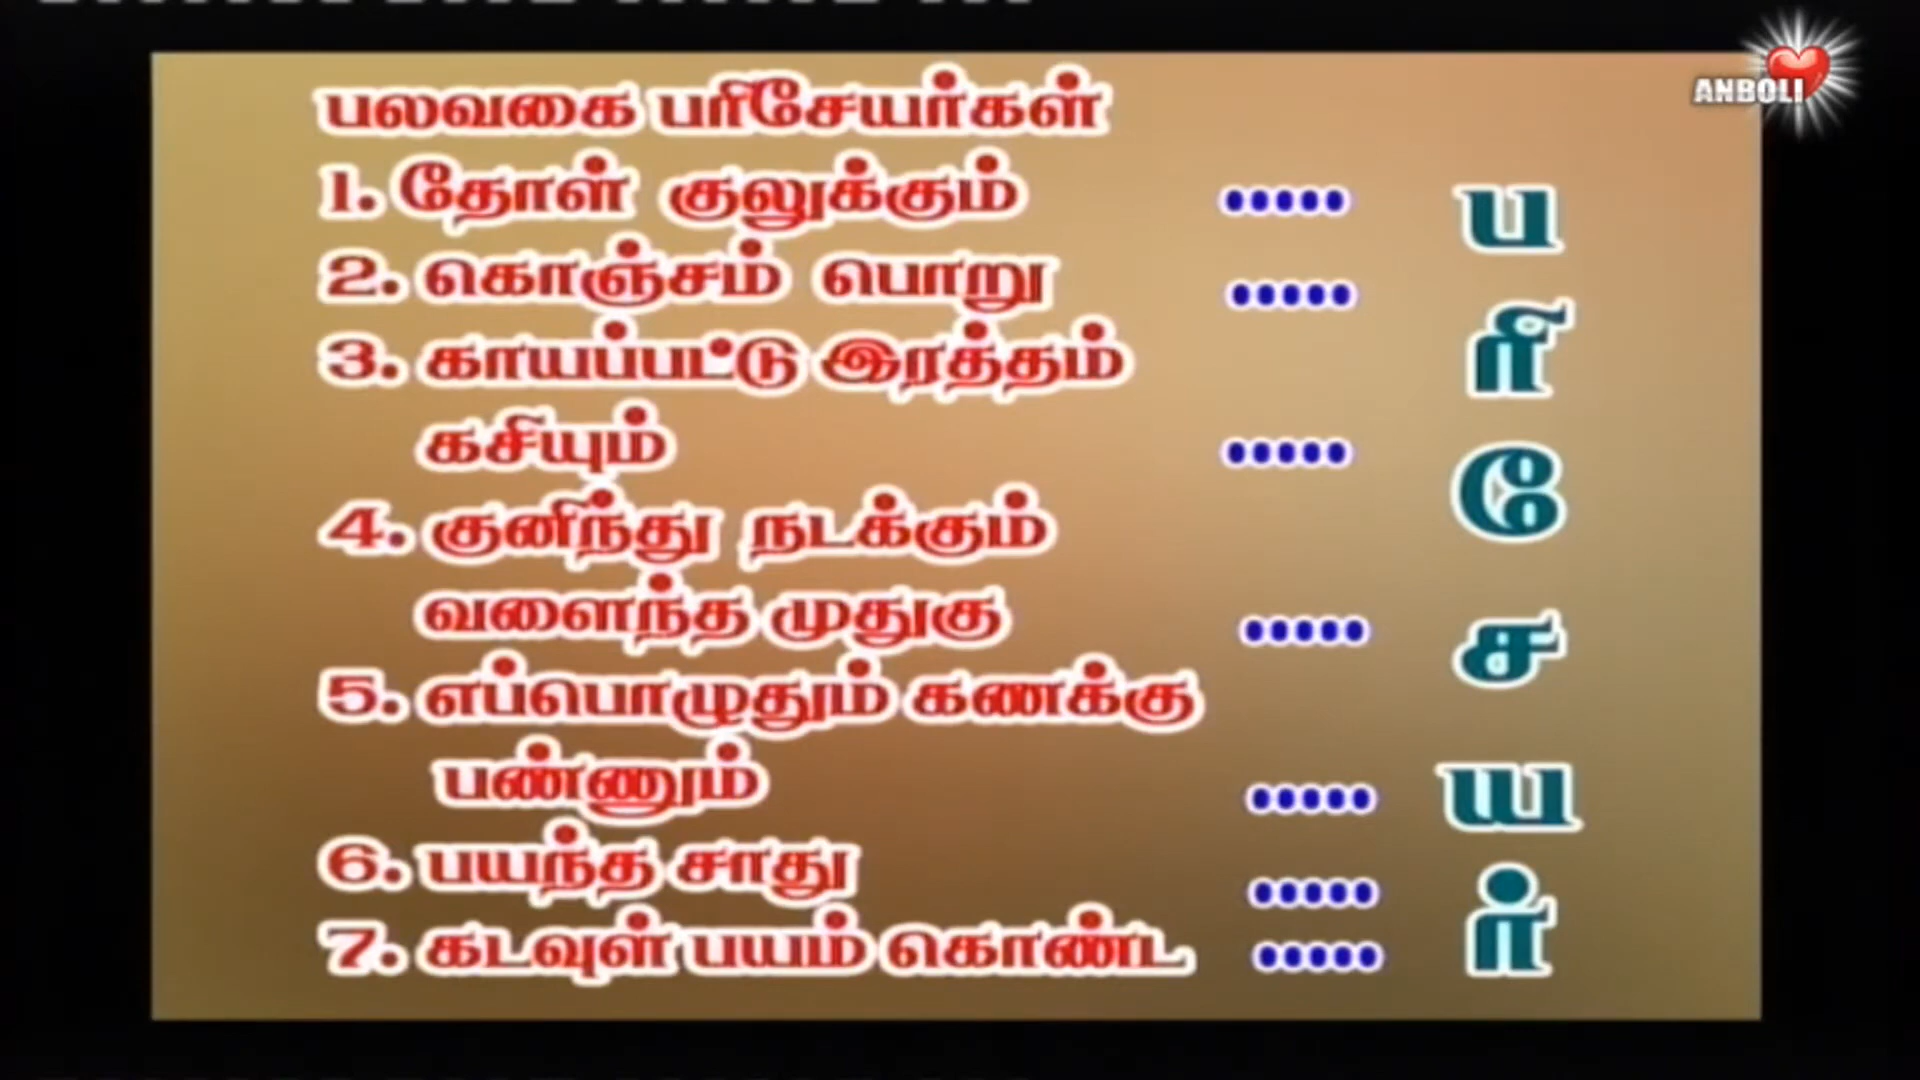 ANBOLI
பலவகை பரிசேயர்கள்
1. தோள் குலுக்கும் .....
2. கொஞ்சம் பொறு .....
3. காயப்பட்டு இரத்தம்
கசியும் .....
4. குனிந்து நடக்கும்
வளைந்த முதுகு .....
5. எப்பொழுதும் கணக்கு
பண்ணும் .....
6. பயந்த சாது .....
7. கடவுள் பயம் கொண்ட .....
ப
ரி
சே
ய
ர்